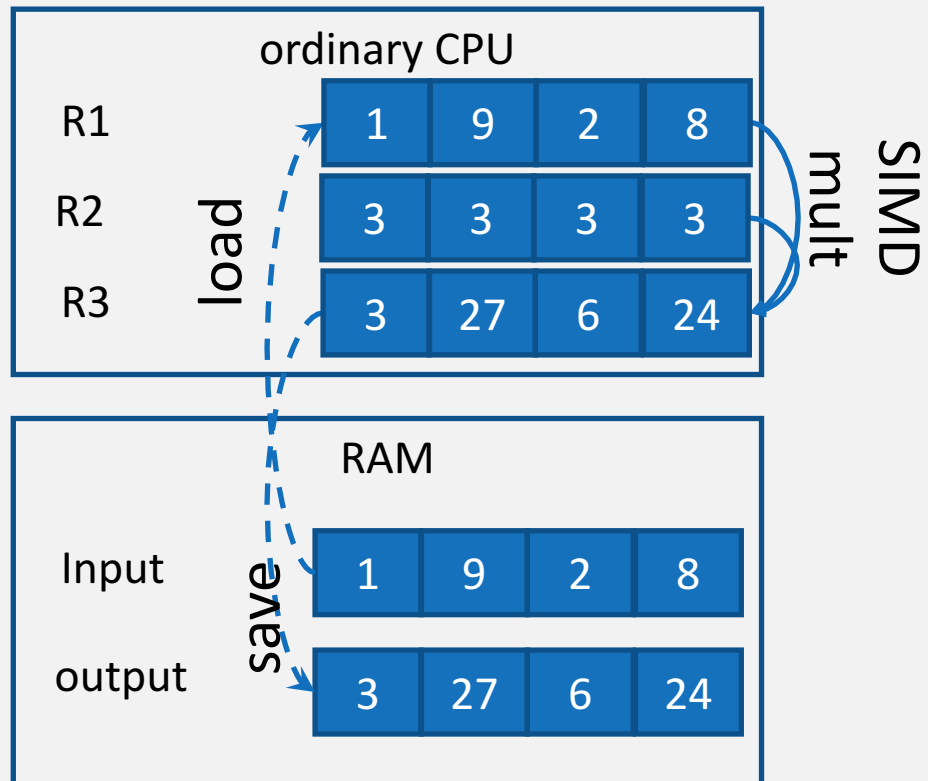 ordinary CPU
R1 1 9 2 8
R2 3 3 3 3
R3 3 27 6 24
load
SIMD
mult
RAM
Input 1 9 2 8
save
output 3 27 6 24